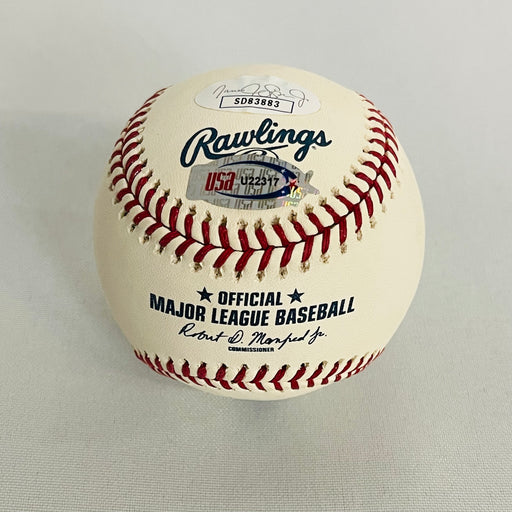 SD83883
Rawlings
USA U22317
★ OFFICIAL ★
MAJOR LEAGUE BASEBALL
Robert D. Manfred Jr.
COMMISSIONER